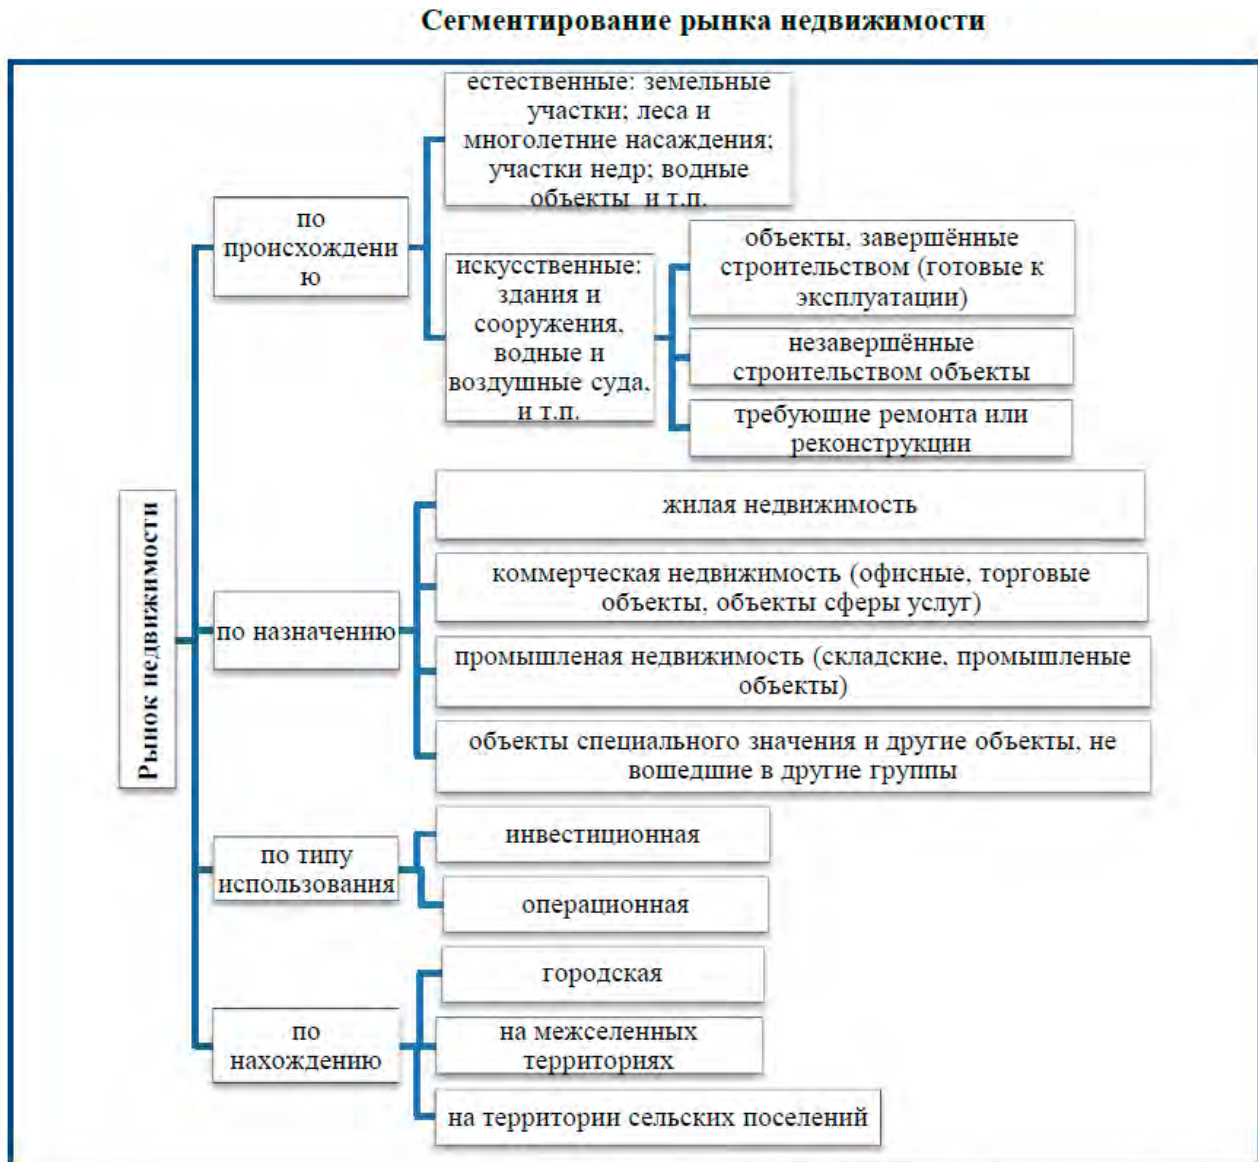 Сегментирование рынка недвижимости
естественные: земельные
участки; леса и
многолетние насаждения;
участки недр; водные
объекты и т.п.
по
происхождени
ю
искусственные:
здания и
сооружения,
водные и
воздушные суда,
и т.п.
объекты, завершённые
строительством (готовые к
эксплуатации)
незавершённые
строительством объекты
требующие ремонта или
реконструкции
Рынок недвижимости
по назначению
жилая недвижимость
коммерческая недвижимость (офисные, торговые
объекты, объекты сферы услуг)
промышленая недвижимость (складские, промышленые
объекты)
объекты специального значения и другие объекты, не
вошедшие в другие группы
по типу
использования
инвестиционная
операционная
по
нахождению
городская
на межселенных
территориях
на территории сельских поселений